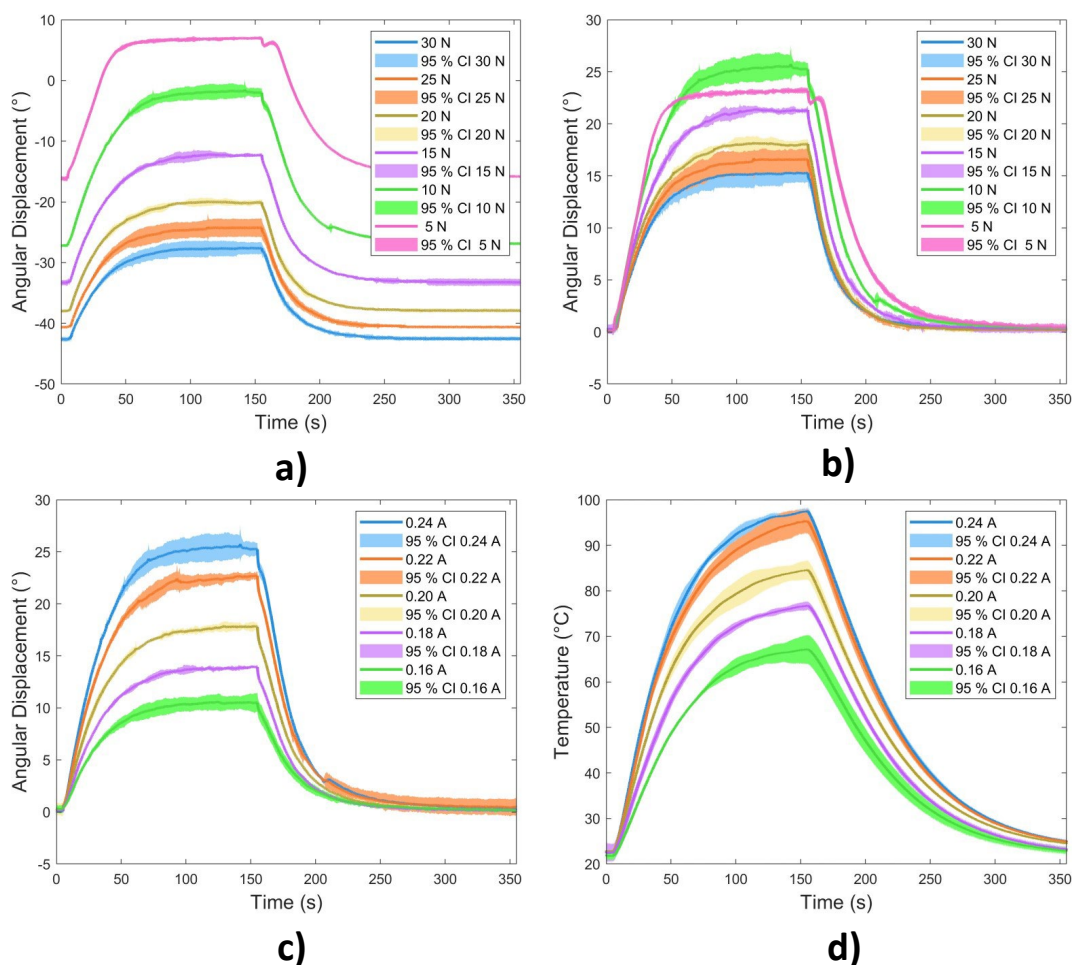 10
0
-10
-20
-30
-40
-50
Angular Displacement (°)
0 50 100 150 200 250 300 350
Time (s)
30 N
95 % CI 30 N
25 N
95 % CI 25 N
20 N
95 % CI 20 N
15 N
95 % CI 15 N
10 N
95 % CI 10 N
5 N
95 % CI 5 N
a)
30
25
20
15
10
5
0
-5
Angular Displacement (°)
0 50 100 150 200 250 300 350
Time (s)
30 N
95 % CI 30 N
25 N
95 % CI 25 N
20 N
95 % CI 20 N
15 N
95 % CI 15 N
10 N
95 % CI 10 N
5 N
95 % CI 5 N
b)
30
25
20
15
10
5
0
-5
Angular Displacement (°)
0 50 100 150 200 250 300 350
Time (s)
0.24 A
95 % CI 0.24 A
0.22 A
95 % CI 0.22 A
0.20 A
95 % CI 0.20 A
0.18 A
95 % CI 0.18 A
0.16 A
95 % CI 0.16 A
c)
100
90
80
70
60
50
40
30
20
Temperature (°C)
0 50 100 150 200 250 300 350
Time (s)
0.24 A
95 % CI 0.24 A
0.22 A
95 % CI 0.22 A
0.20 A
95 % CI 0.20 A
0.18 A
95 % CI 0.18 A
0.16 A
95 % CI 0.16 A
d)